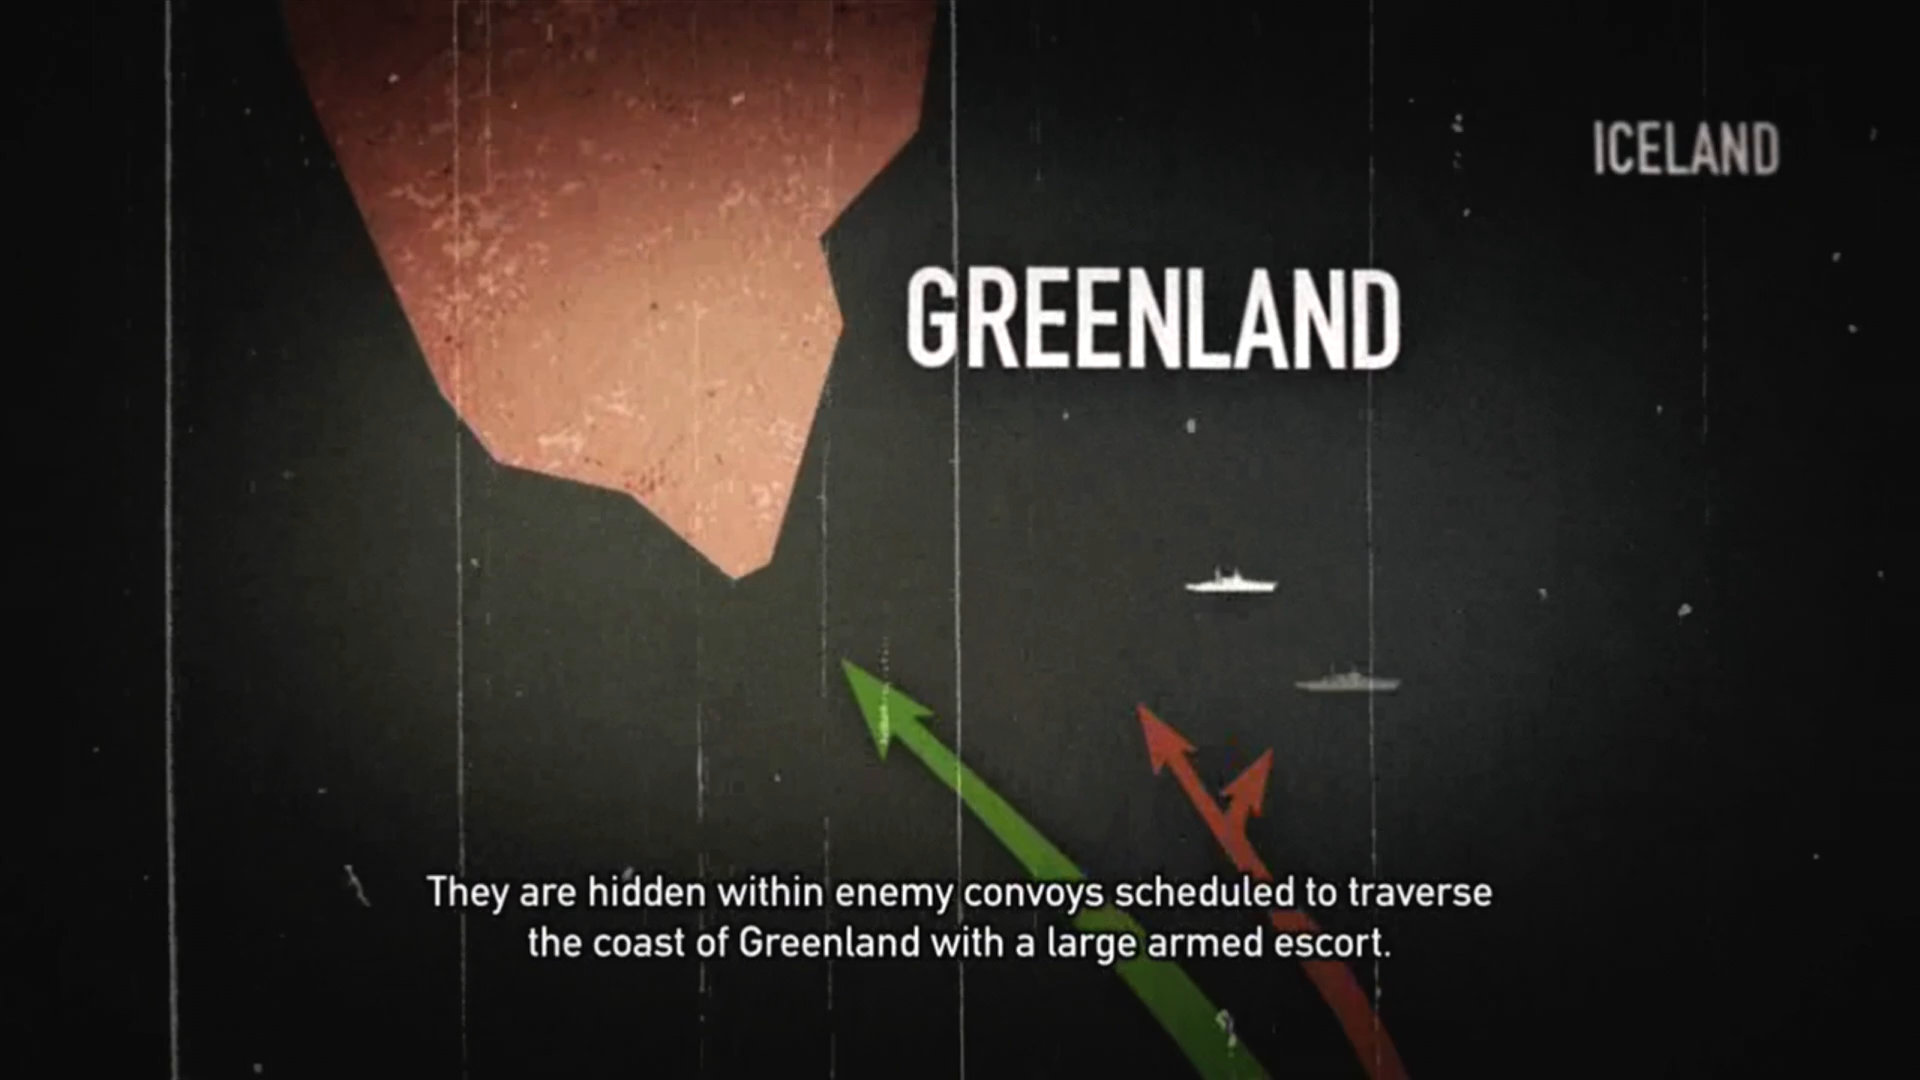 ICELAND
GREENLAND
They are hidden within enemy convoys scheduled to traverse
the coast of Greenland with a large armed escort.